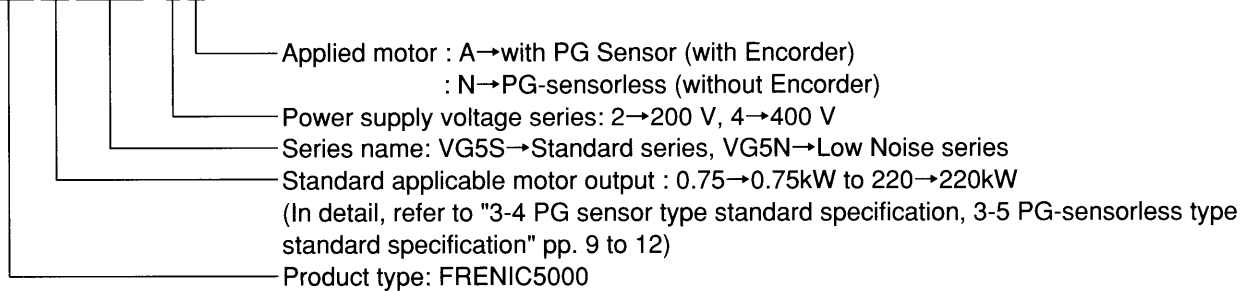 Applied motor : A→with PG Sensor (with Encorder)
: N→PG-sensorless (without Encorder)
Power supply voltage series: 2→200 V, 4→400 V
Series name: VG5S→Standard series, VG5N→Low Noise series
Standard applicable motor output : 0.75→0.75kW to 220→220kW
(In detail, refer to "3-4 PG sensor type standard specification, 3-5 PG-sensorless type
standard specification" pp. 9 to 12)
Product type: FRENIC5000